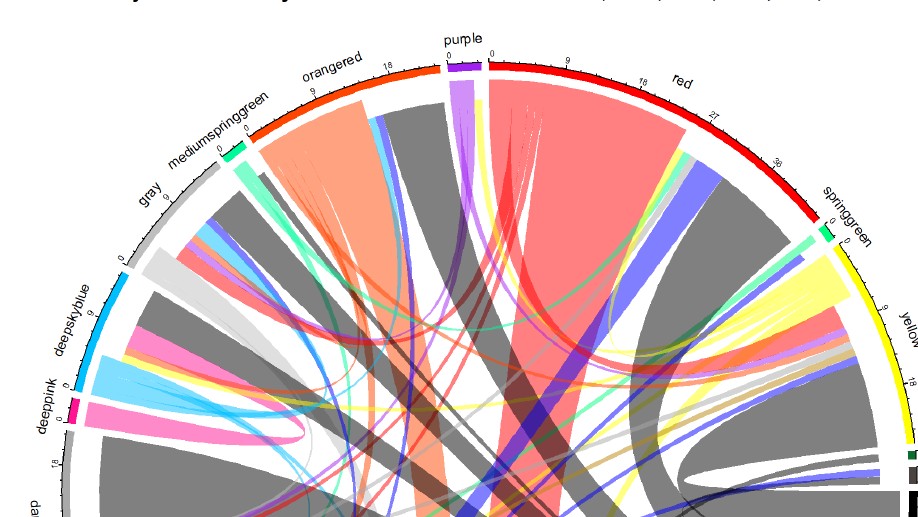 purple
orangered
red
mediumspringgreen
springgreen
gray
yellow
deepskyblue
deeppink
0
9
18
0
0
9
18
27
36
0
0
9
18
0
9
0
0
9
0
18